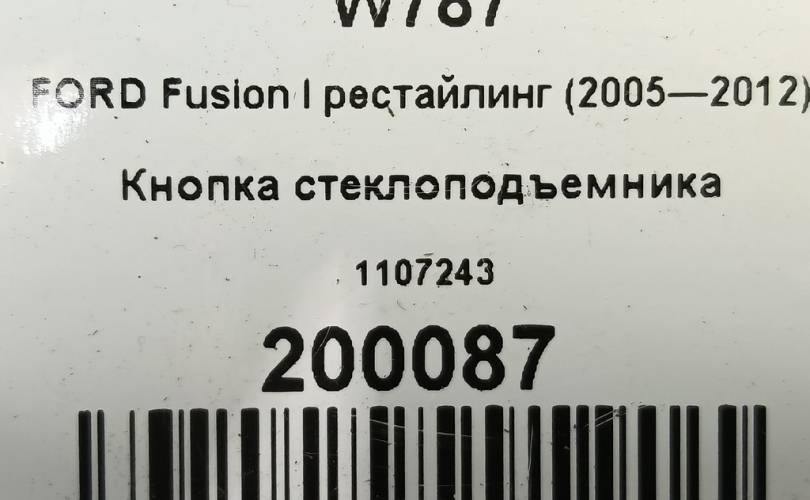 W787
FORD Fusion I рестайлинг (2005—2012)
Кнопка стеклоподъемника
1107243
200087